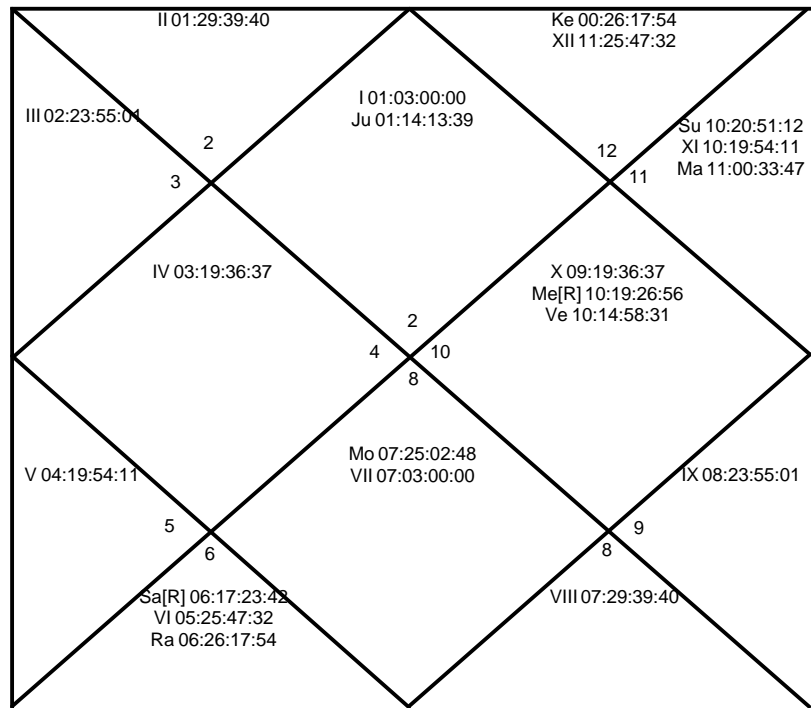 II 01:29:39:40
Ke 00:26:17:54
XII 11:25:47:32
I 01:03:00:00
Ju 01:14:13:39
III 02:23:55:01
Su 10:20:51:12
XI 10:19:54:11
Ma 11:00:33:47
2
12
3
11
IV 03:19:36:37
X 09:19:36:37
Me[R] 10:19:26:56
Ve 10:14:58:31
2
4
10
8
Mo 07:25:02:48
VII 07:03:00:00
V 04:19:54:11
IX 08:23:55:01
5
9
6
8
Sa[R] 06:17:23:42
VI 05:25:47:32
Ra 06:26:17:54
VIII 07:29:39:40